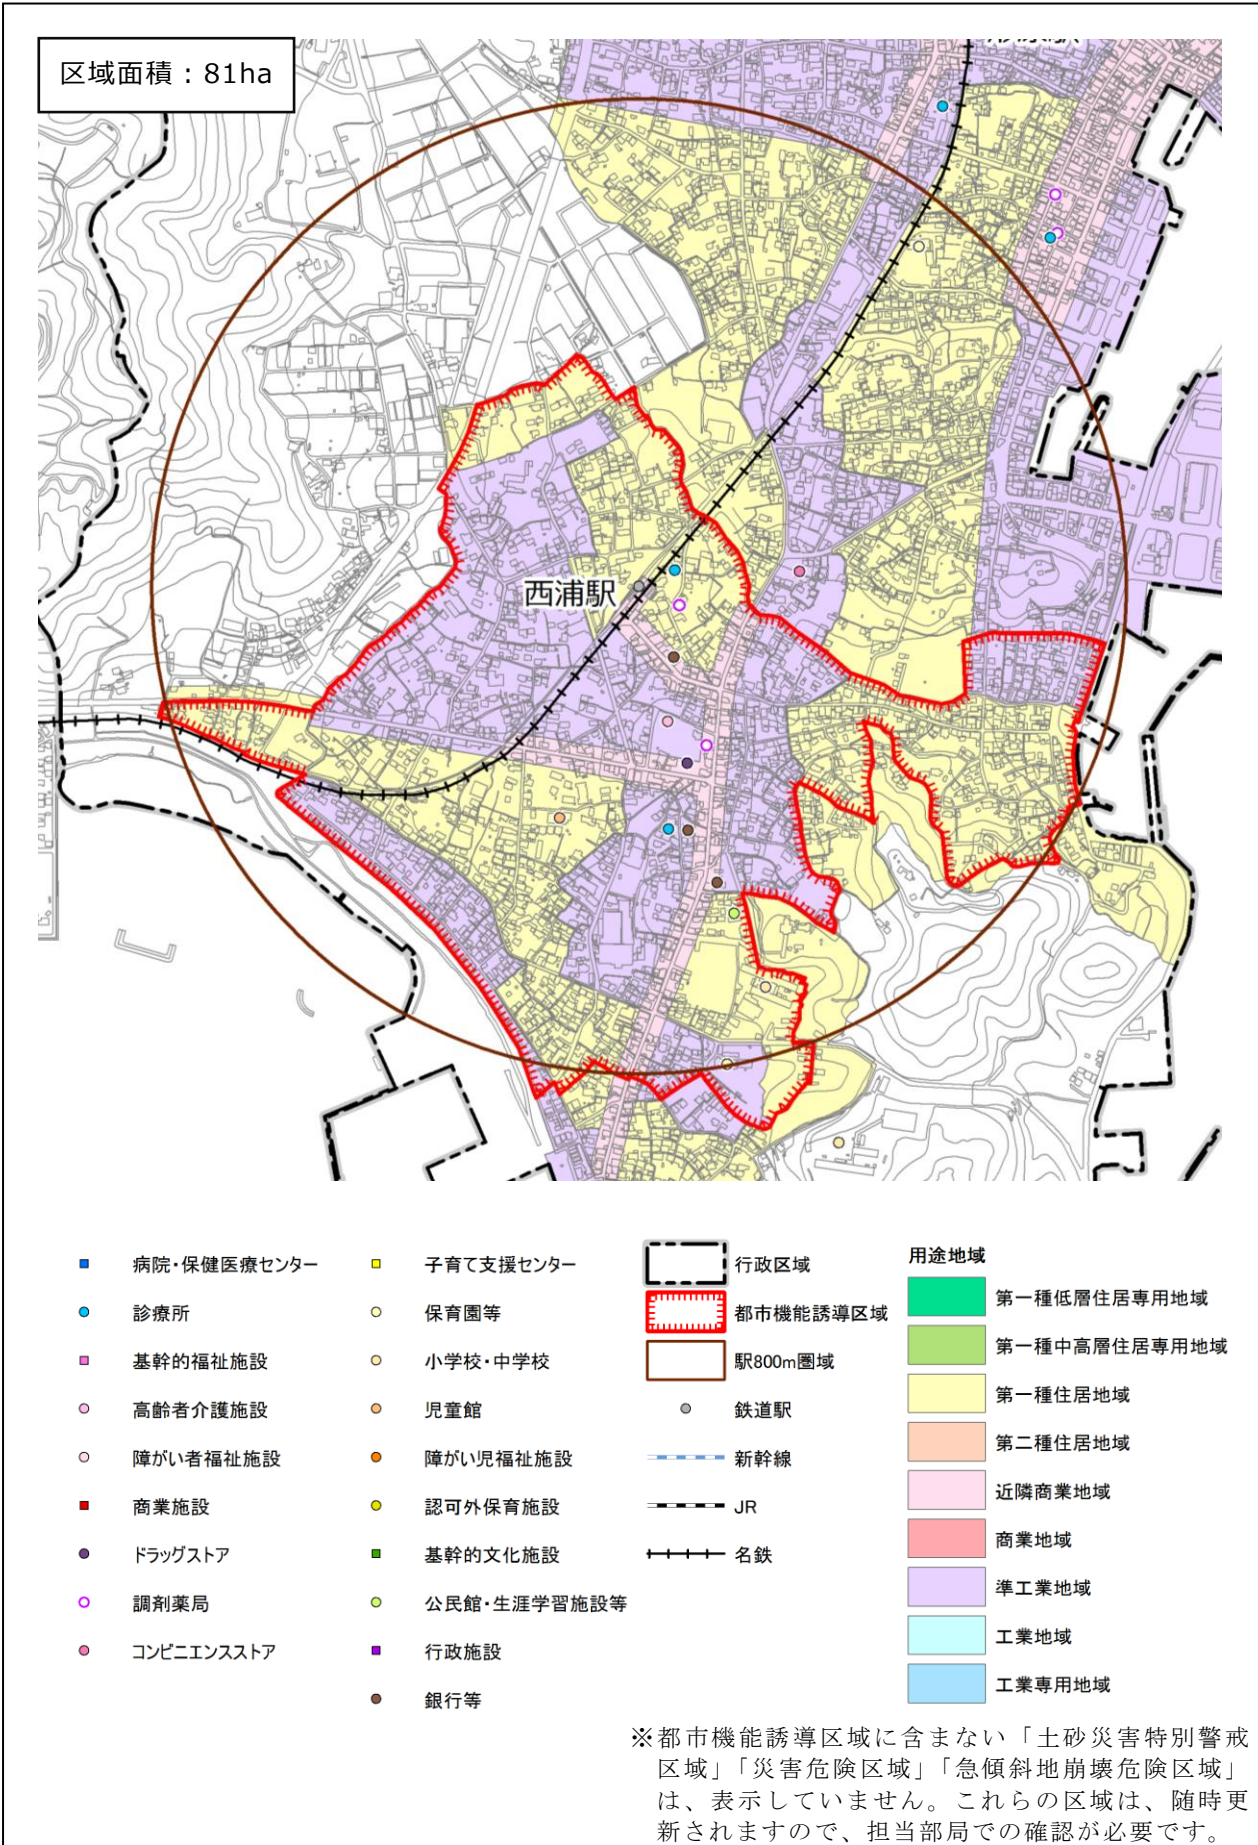 区域面積：81ha
西浦駅
病院・保健医療センター
診療所
基幹的福祉施設
高齢者介護施設
障がい者福祉施設
商業施設
ドラッグストア
調剤薬局
コンビニエンスストア
子育て支援センター
保育園等
小学校・中学校
児童館
障がい児福祉施設
認可外保育施設
基幹的文化施設
公民館・生涯学習施設等
行政施設
銀行等
行政区域
都市機能誘導区域
駅800m圏域
鉄道駅
新幹線
JR
名鉄
用途地域
第一種低層住居専用地域
第一種中高層住居専用地域
第一種住居地域
第二種住居地域
近隣商業地域
商業地域
準工業地域
工業地域
工業専用地域
※都市機能誘導区域に含まない「土砂災害特別警戒
区域」「災害危険区域」「急傾斜地崩壊危険区域」
は、表示していません。これらの区域は、随時更
新されますので、担当部局での確認が必要です。